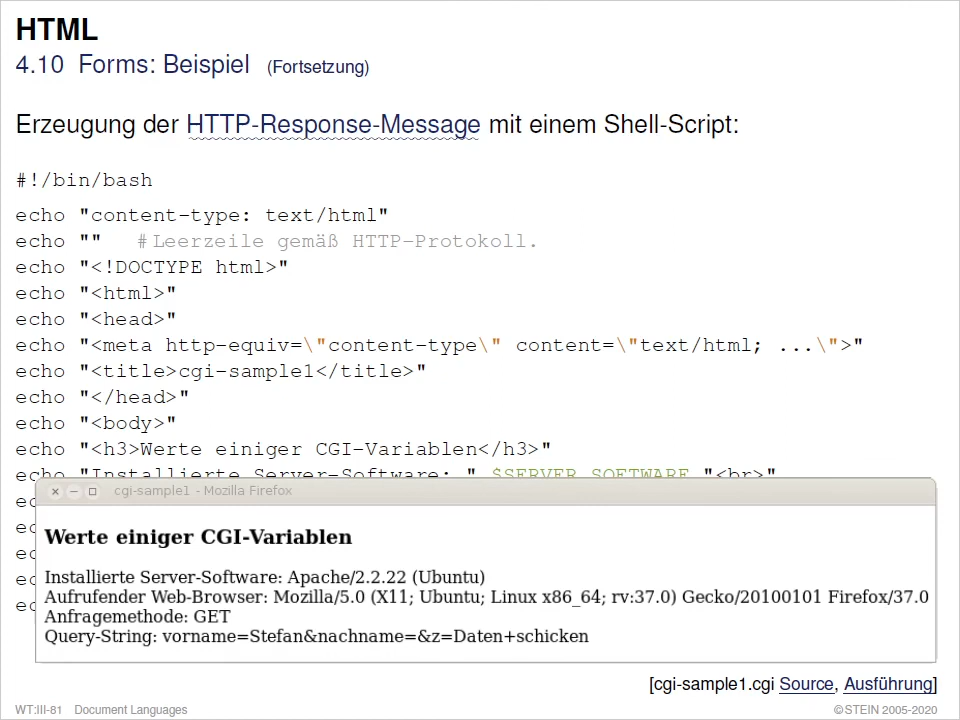 HTML
4.10 Forms: Beispiel (Fortsetzung)
Erzeugung der HTTP-Response-Message mit einem Shell-Script:
#!/bin/bash
echo "content-type: text/html"
echo "" #Leerzeile gemäß HTTP-Protokoll.
echo "<!DOCTYPE html>"
echo "<html>"
echo "<head>"
echo "<meta http-equiv=\"content-type\" content=\"text/html; ...\">"
echo "<title>cgi-sample1</title>"
echo "</head>"
echo "<body>"
echo "<h3>Werte einiger CGI-Variablen</h3>"
echo "Installierte Server-Software: " $SERVER_SOFTWARE "<br>"
cgi-sample1 - Mozilla Firefox
Werte einiger CGI-Variablen
Installierte Server-Software: Apache/2.2.22 (Ubuntu)
Aufrufender Web-Browser: Mozilla/5.0 (X11; Ubuntu; Linux x86_64; rv:37.0) Gecko/20100101 Firefox/37.0
Anfragemethode: GET
Query-String: vorname=Stefan&nachname=&z=Daten+schicken
[cgi-sample1.cgi Source, Ausführung]
WT:III-81 Document Languages
©STEIN 2005-2020